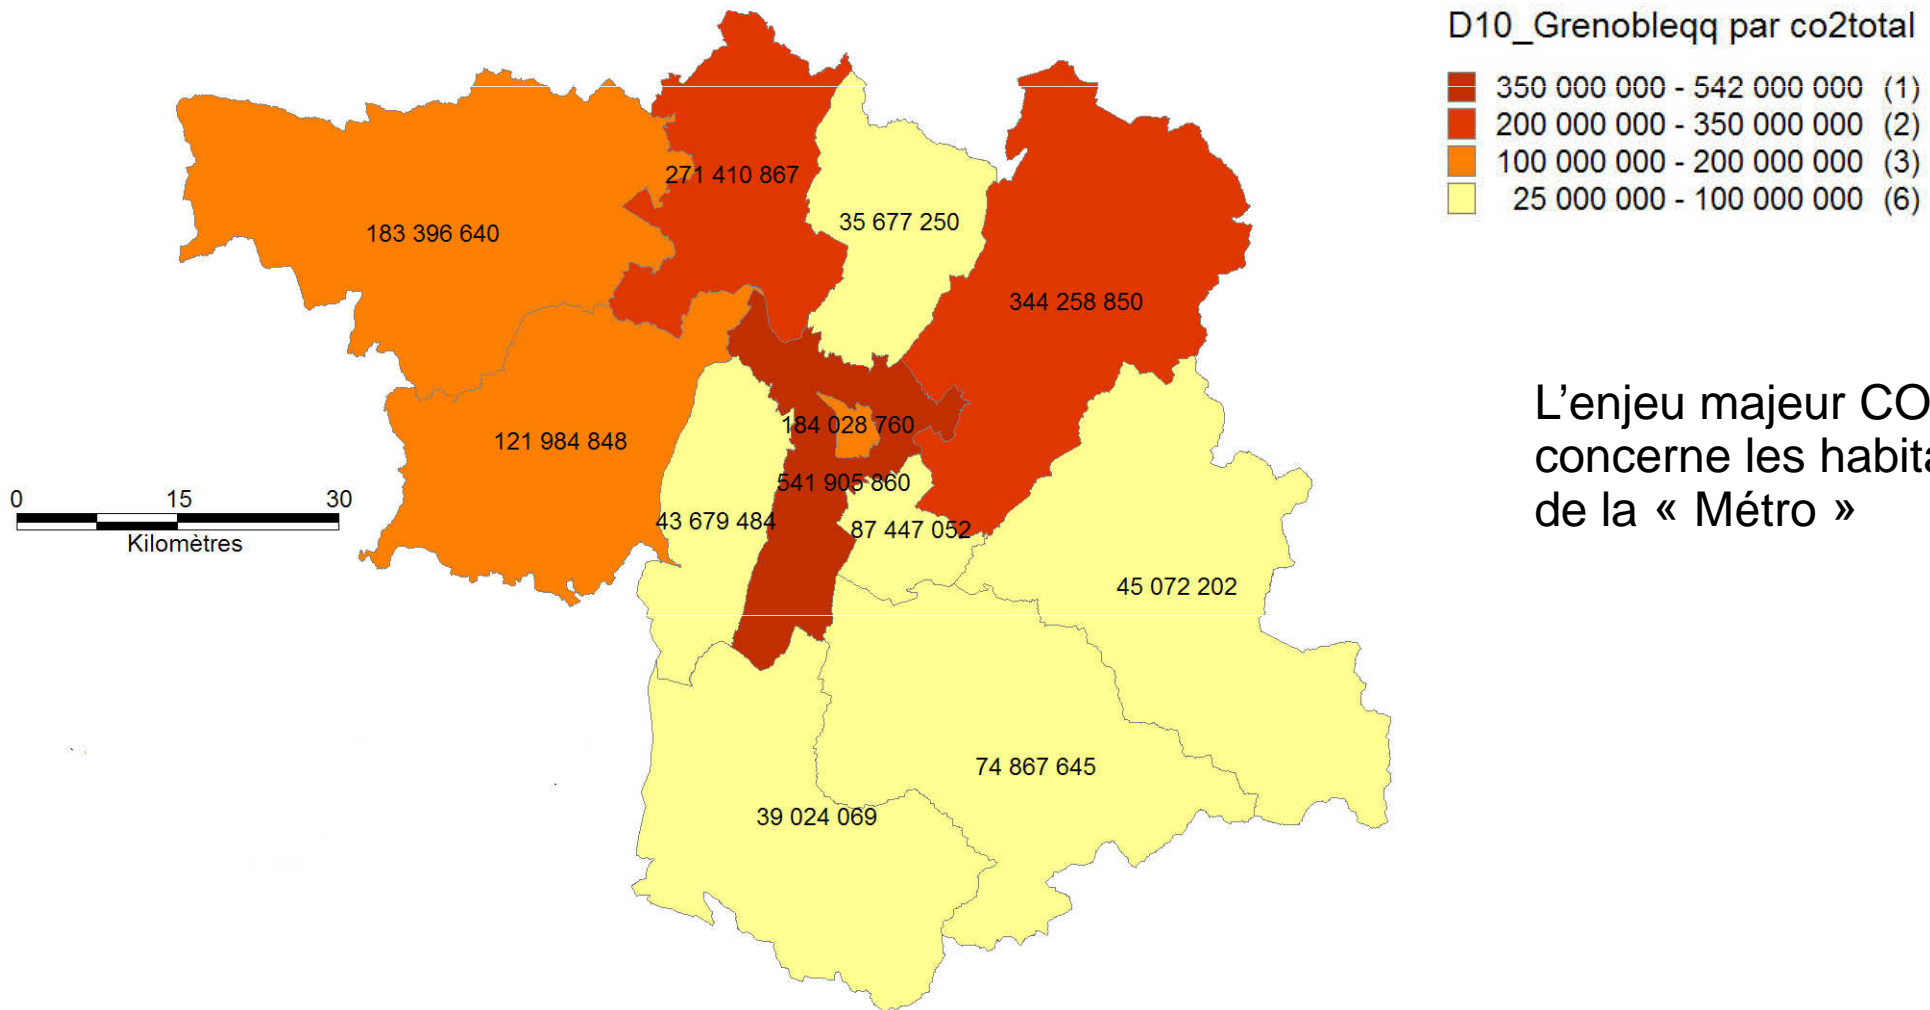 D10_Grenobleqq par co2total
350 000 000 - 542 000 000 (1)
200 000 000 - 350 000 000 (2)
100 000 000 - 200 000 000 (3)
25 000 000 - 100 000 000 (6)
271 410 867
35 677 250
183 396 640
344 258 850
184 028 760
121 984 848
541 905 860
43 679 484
87 447 052
45 072 202
74 867 645
39 024 069
0 15 30
Kilomètres
L'enjeu majeur CO
concerne les habita
de la « Métro »